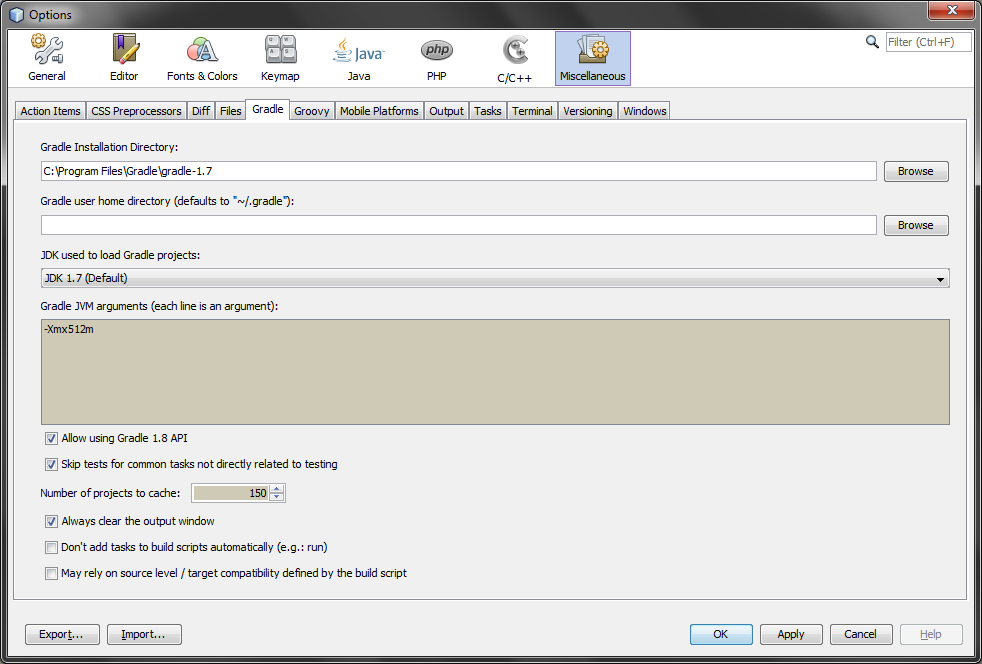 Options
General Editor Fonts & Colors Keymap Java PHP C/C++ Miscellaneous
Java
php
Filter (Ctrl+F)
Action Items CSS Preprocessors Diff Files Gradle Groovy Mobile Platforms Output Tasks Terminal Versioning Windows
Gradle Installation Directory:
C:\Program Files\Gradle\gradle-1.7 Browse
Gradle user home directory (defaults to "~/.gradle"):
Browse
JDK used to load Gradle projects:
JDK 1.7 (Default)
Gradle JVM arguments (each line is an argument):
-Xmx512m
Allow using Gradle 1.8 API
Skip tests for common tasks not directly related to testing
Number of projects to cache: 150
Always clear the output window
Don't add tasks to build scripts automatically (e.g.: run)
May rely on source level / target compatibility defined by the build script
Export... Import... OK Apply Cancel Help